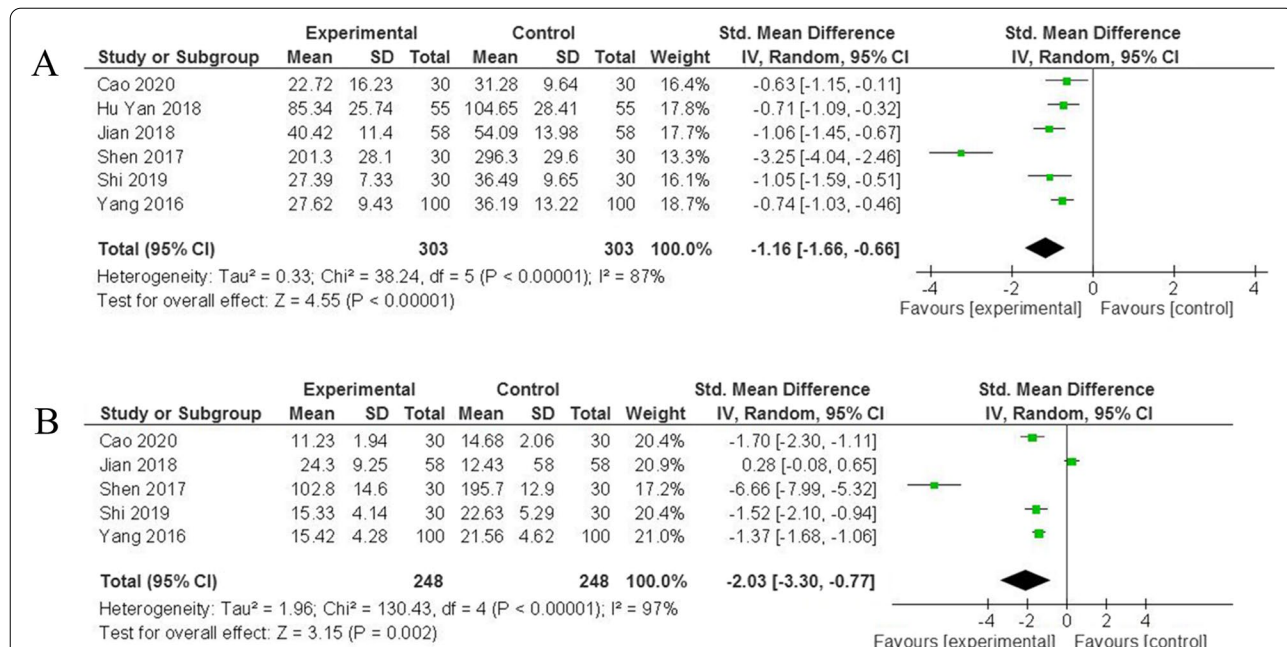 A
Experimental Control Std. Mean Difference Std. Mean Difference
Study or Subgroup Mean SD Total Mean SD Total Weight IV, Random, 95% CI IV, Random, 95% CI
Cao 2020 22.72 16.23 30 31.28 9.64 30 16.4% -0.63 [-1.15, -0.11]
Hu Yan 2018 85.34 25.74 55 104.65 28.41 55 17.8% -0.71 [-1.09, -0.32]
Jian 2018 40.42 11.4 58 54.09 13.98 58 17.7% -1.06 [-1.45, -0.67]
Shen 2017 201.3 28.1 30 296.3 29.6 30 13.3% -3.25 [-4.04, -2.46]
Shi 2019 27.39 7.33 30 36.49 9.65 30 16.1% -1.05 [-1.59, -0.51]
Yang 2016 27.62 9.43 100 36.19 13.22 100 18.7% -0.74 [-1.03, -0.46]
Total (95% CI) 303 303 100.0% -1.16 [-1.66, -0.66]
Heterogeneity: Tau² = 0.33; Chi² = 38.24, df = 5 (P < 0.00001); I² = 87%
Test for overall effect: Z = 4.55 (P < 0.00001)
-4 -2 0 2 4
Favours [experimental] Favours [control]
B
Experimental Control Std. Mean Difference Std. Mean Difference
Study or Subgroup Mean SD Total Mean SD Total Weight IV, Random, 95% CI IV, Random, 95% CI
Cao 2020 11.23 1.94 30 14.68 2.06 30 20.4% -1.70 [-2.30, -1.11]
Jian 2018 24.3 9.25 58 12.43 58 58 20.9% 0.28 [-0.08, 0.65]
Shen 2017 102.8 14.6 30 195.7 12.9 30 17.2% -6.66 [-7.99, -5.32]
Shi 2019 15.33 4.14 30 22.63 5.29 30 20.4% -1.52 [-2.10, -0.94]
Yang 2016 15.42 4.28 100 21.56 4.62 100 21.0% -1.37 [-1.68, -1.06]
Total (95% CI) 248 248 100.0% -2.03 [-3.30, -0.77]
Heterogeneity: Tau² = 1.96; Chi² = 130.43, df = 4 (P < 0.00001); I² = 97%
Test for overall effect: Z = 3.15 (P = 0.002)
-4 -2 0 2 4
Favours [experimental] Favours [control]